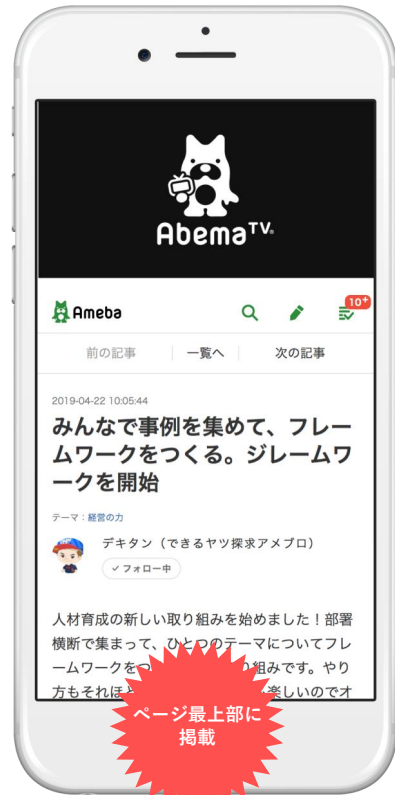 AbemaTV
Ameba
10+
前の記事
一覧へ
次の記事
2019-04-22 10:05:44
みんなで事例を集めて、フレー
ムワークをつくる。ジレームワ
ークを開始
テーマ：経営の力
デキタン（できるヤツ探求アメブロ）
✓ フォロー中
人材育成の新しい取り組みを始めました！部署
横断で集まって、ひとつのテーマについてフレ
ームワークをつ り組みです。やり
方もそれほど 楽しいのでオ
ページ最上部に
掲載